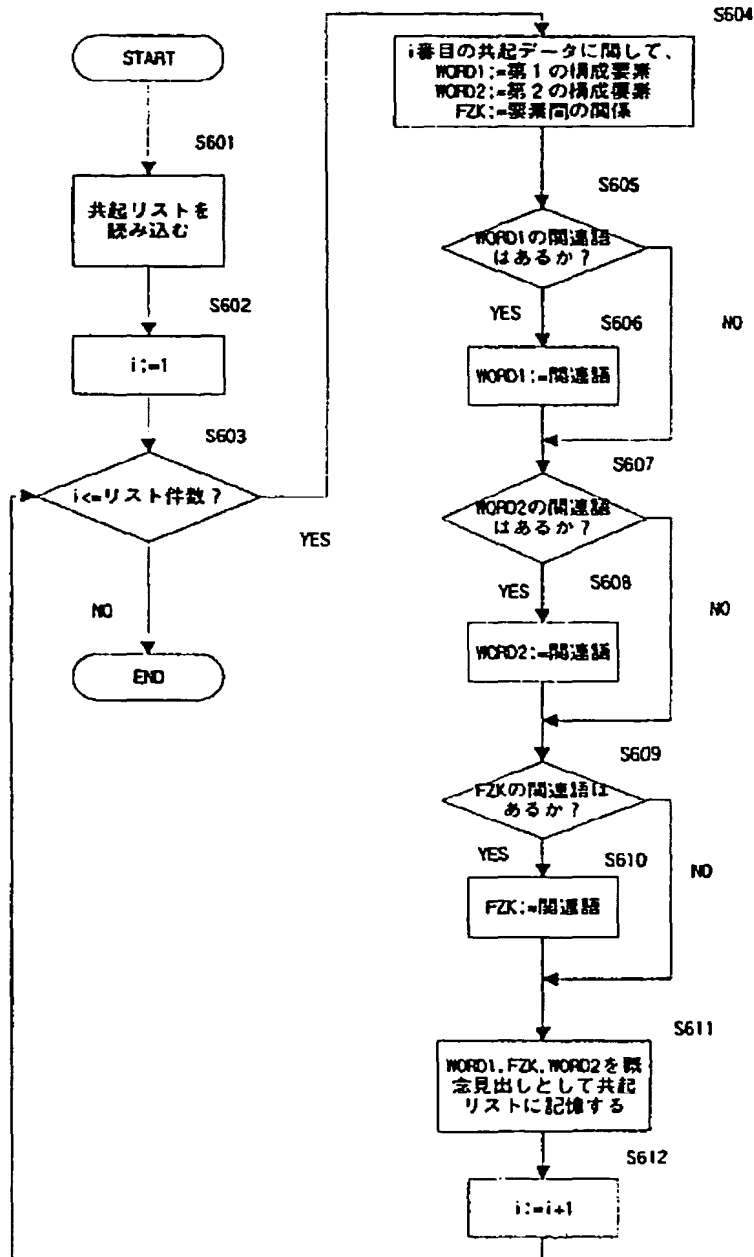 START
S601
共起リストを
読み込む
S602
i:=1
S603
i<=リスト件数?
YES
NO
END
S604
i番目の共起データに関して、
WORD1:=第1の構成要素
WORD2:=第2の構成要素
FZK:=要素間の関係
S605
WORD1の関連語
はあるか?
YES
NO
S606
WORD1:=関連語
S607
WORD2の関連語
はあるか?
YES
NO
S608
WORD2:=関連語
S609
FZKの関連語は
あるか?
YES
NO
S610
FZK:=関連語
S611
WORD1,FZK,WORD2を概
念見出しとして共起
リストに記憶する
S612
i:=i+1